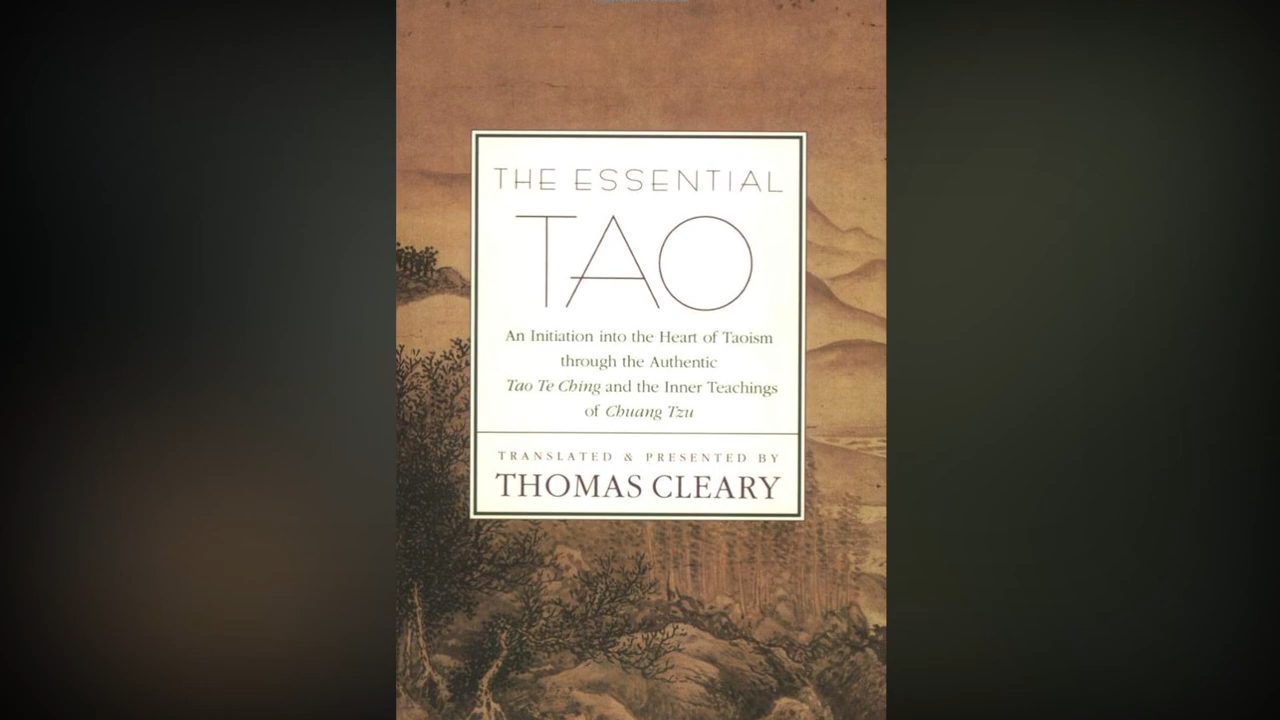 THE ESSENTIAL
TAO
An Initiation into the Heart of Taoism
through the Authentic
Tao Te Ching and the Inner Teachings
of Chuang Tzu
TRANSLATED & PRESENTED BY
THOMAS CLEARY